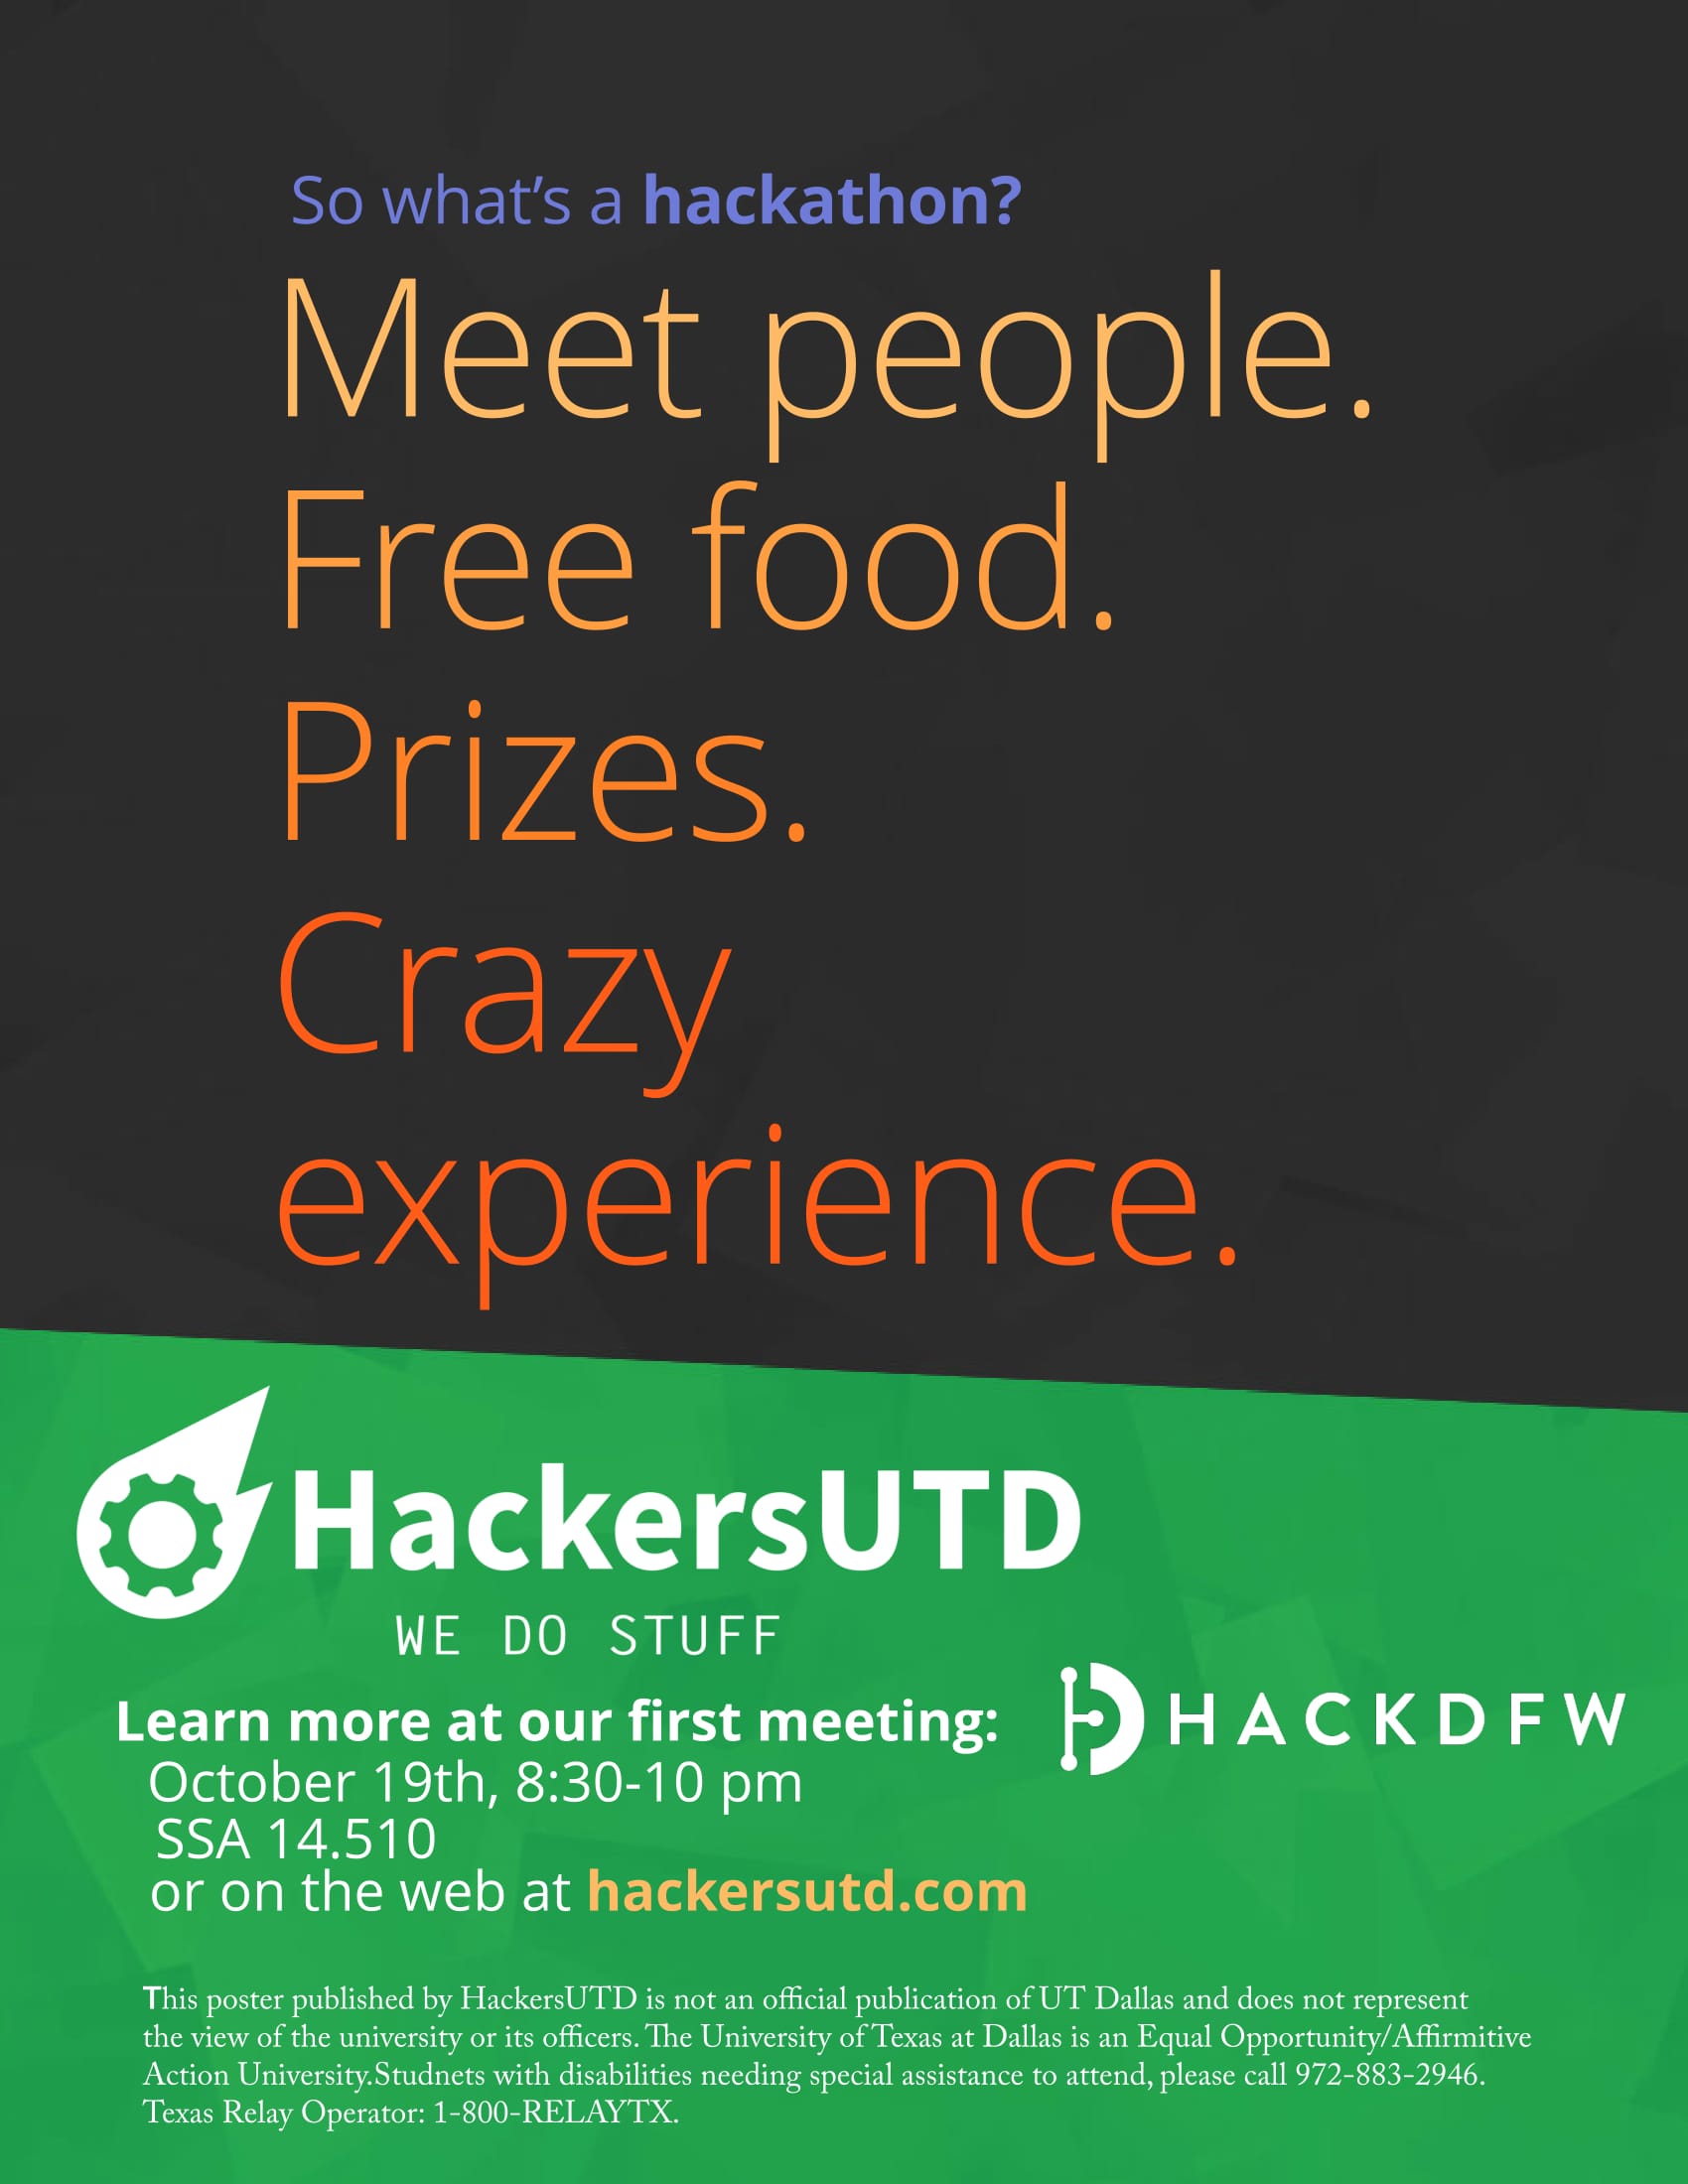 So what's a hackathon?
Meet people.
Free food.
Prizes.
Crazy
experience.
HackersUTD
WE DO STUFF
HACKDFW
Learn more at our first meeting:
October 19th, 8:30-10 pm
SSA 14.510
or on the web at hackersutd.com
This poster published by HackersUTD is not an official publication of UT Dallas and does not represent
the view of the university or its officers. The University of Texas at Dallas is an Equal Opportunity/Affirmitive
Action University.Studnets with disabilities needing special assistance to attend, please call 972-883-2946.
Texas Relay Operator: 1-800-RELAYTX.